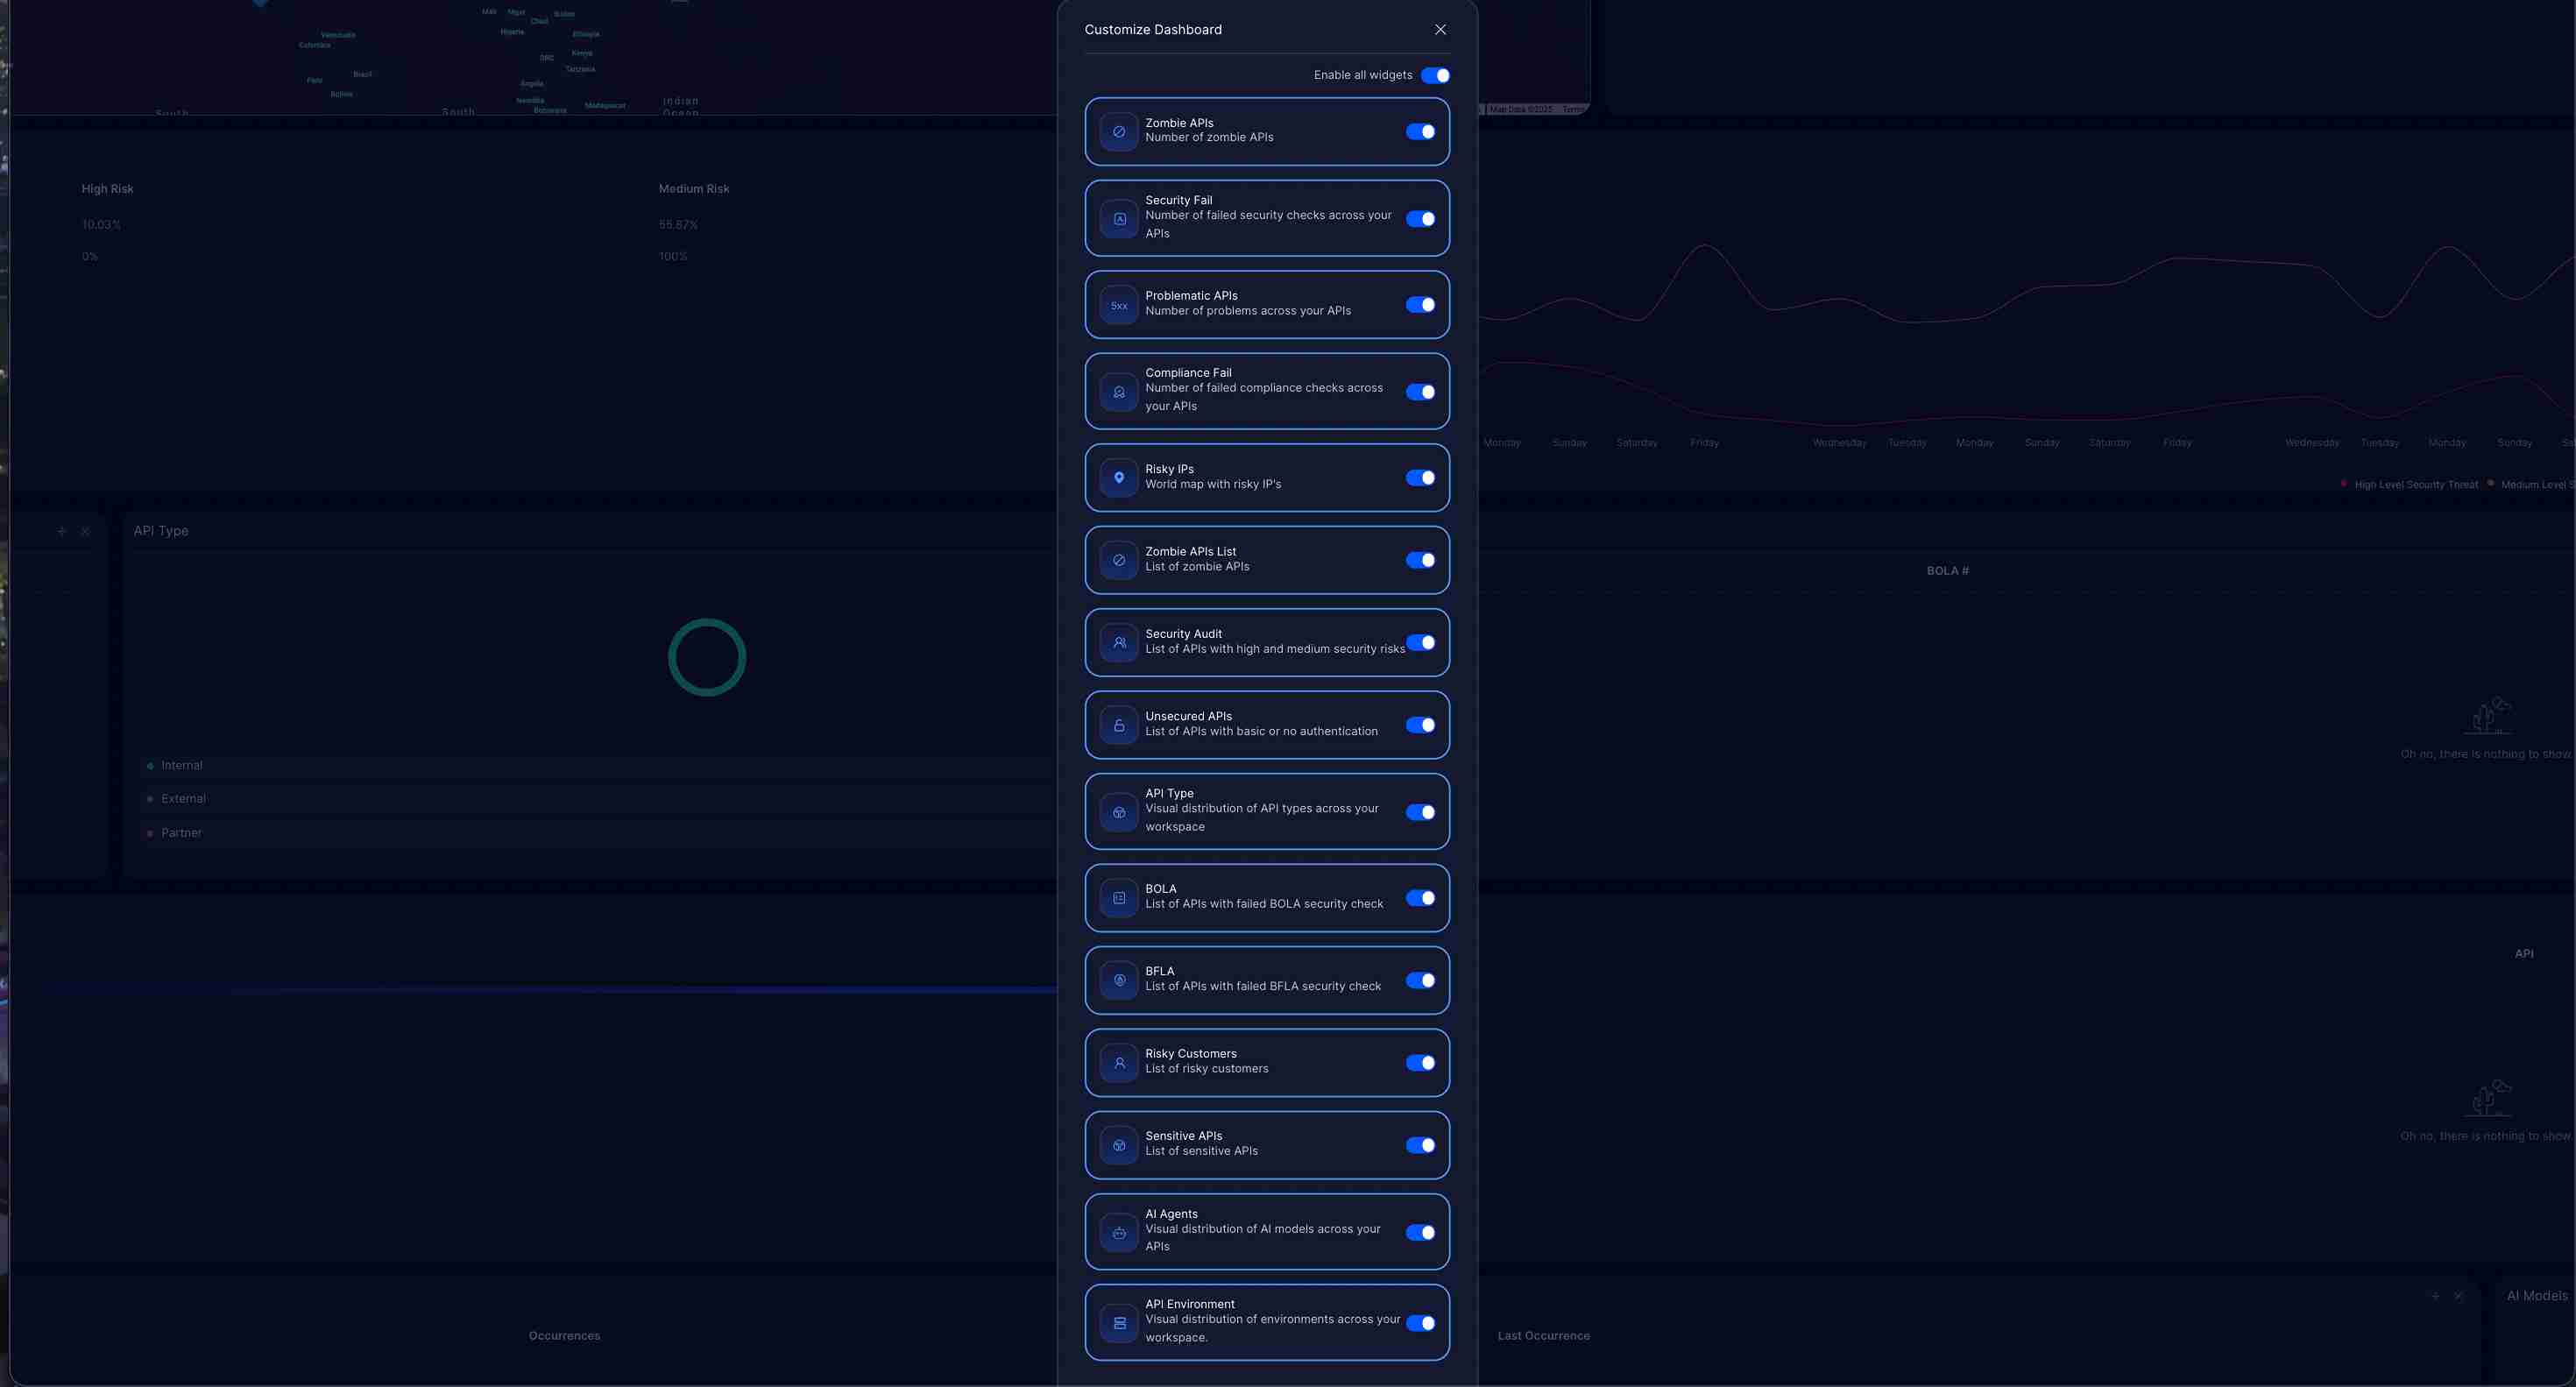 Mali
Niger
Sudan
Chad
Nigeria
Ethiopia
Venezuela
Colombia
DRC
Kenya
Tanzania
Peru
Brazil
Angola
Bolivia
Namibia
Botswana
Madagascar
South
South
Indian
Ocean
Map Data ©2025
Terms
High Risk
Medium Risk
10.03%
55.87%
0%
100%
API Type
Internal
External
Partner
Occurrences
Customize Dashboard
Enable all widgets
Zombie APIs
Number of zombie APIs
Security Fail
Number of failed security checks across your
APIs
5xx
Problematic APIs
Number of problems across your APIs
Compliance Fail
Number of failed compliance checks across
your APIs
Risky IPs
World map with risky IP's
Zombie APIs List
List of zombie APIs
Security Audit
List of APIs with high and medium security risks
Unsecured APIs
List of APIs with basic or no authentication
API Type
Visual distribution of API types across your
workspace
BOLA
List of APIs with failed BOLA security check
BFLA
List of APIs with failed BFLA security check
Risky Customers
List of risky customers
Sensitive APIs
List of sensitive APIs
AI Agents
Visual distribution of AI models across your
APIs
API Environment
Visual distribution of environments across your
workspace.
Monday Sunday Saturday Friday Wednesday Tuesday Monday Sunday Saturday Friday Wednesday Tuesday Monday Sunday
High Level Security Threat
Medium Level
BOLA #
Oh no, there is nothing to show.
API
Oh no, there is nothing to show.
AI Models
Last Occurrence